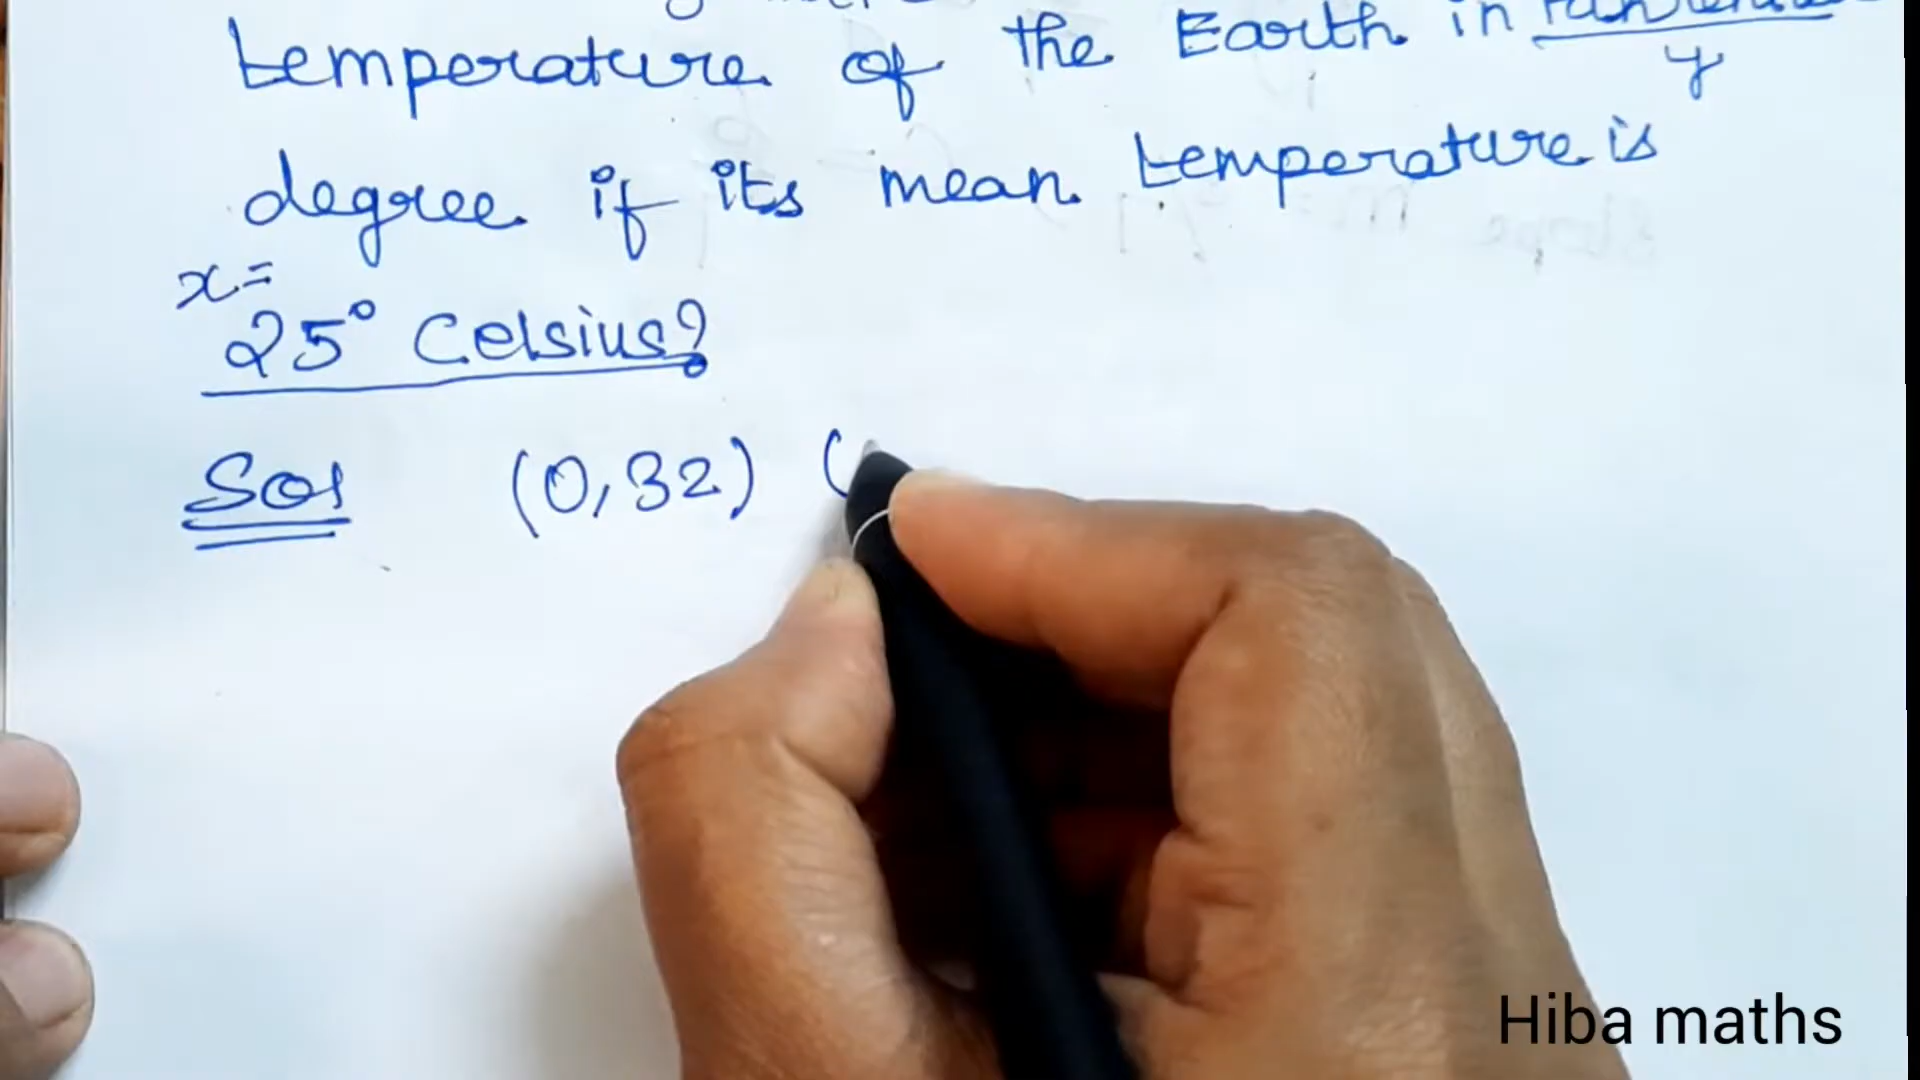 temperature of the Earth in
y
degree if its mean temperature is
x=
25° Celsius?
Sol (0,32) (
Hiba maths